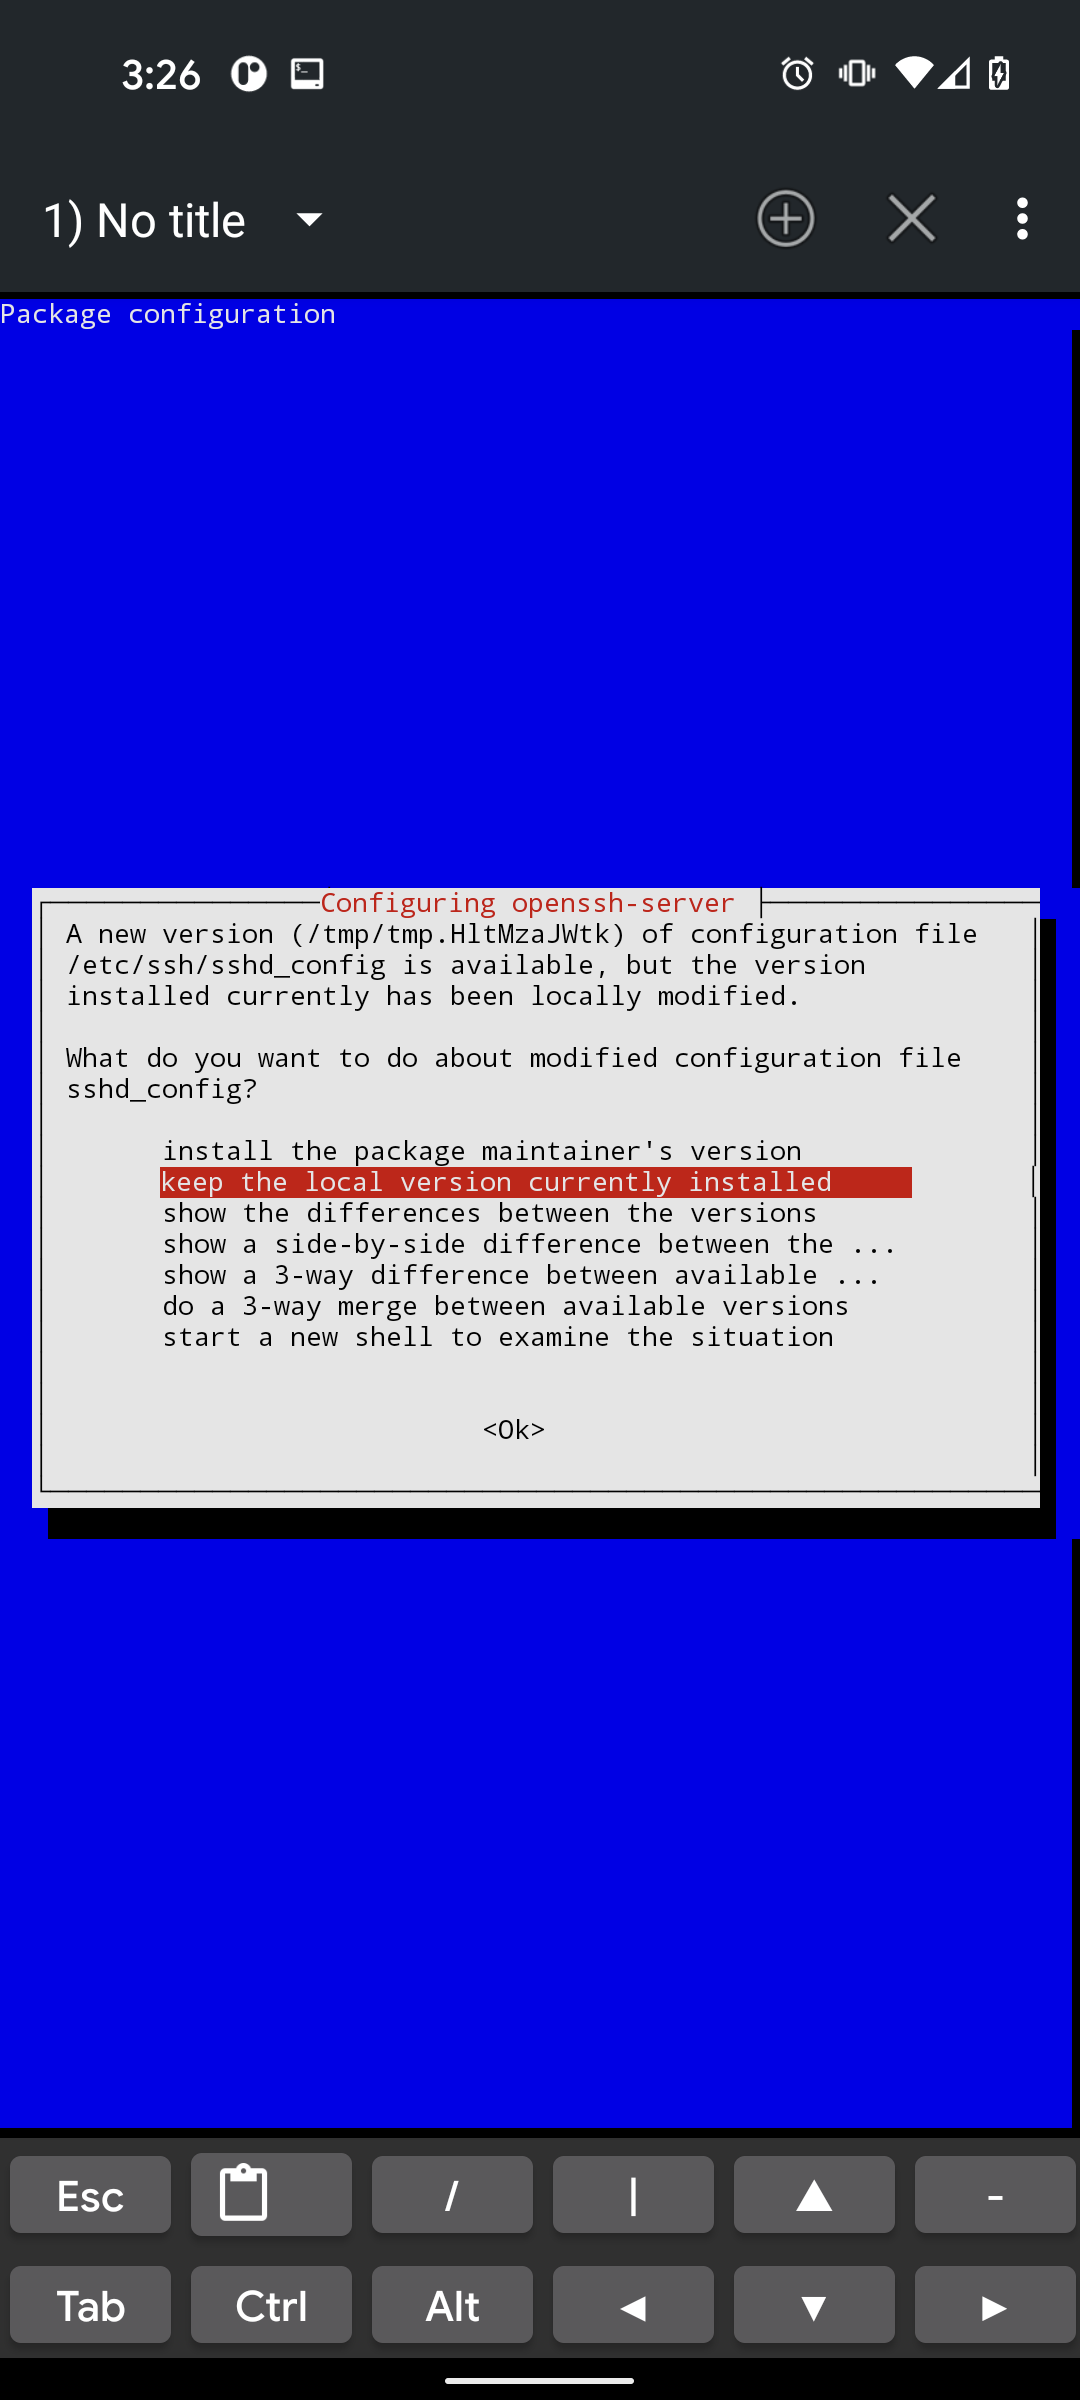 3:26
1) No title
Package configuration
Configuring openssh-server
A new version (/tmp/tmp.HltMzaJWtk) of configuration file
/etc/ssh/sshd_config is available, but the version
installed currently has been locally modified.
What do you want to do about modified configuration file
sshd_config?
install the package maintainer's version
keep the local version currently installed
show the differences between the versions
show a side-by-side difference between the ...
show a 3-way difference between available ...
do a 3-way merge between available versions
start a new shell to examine the situation
<Ok>
Esc / | ▲ -
Tab Ctrl Alt ◀ ▼ ▶